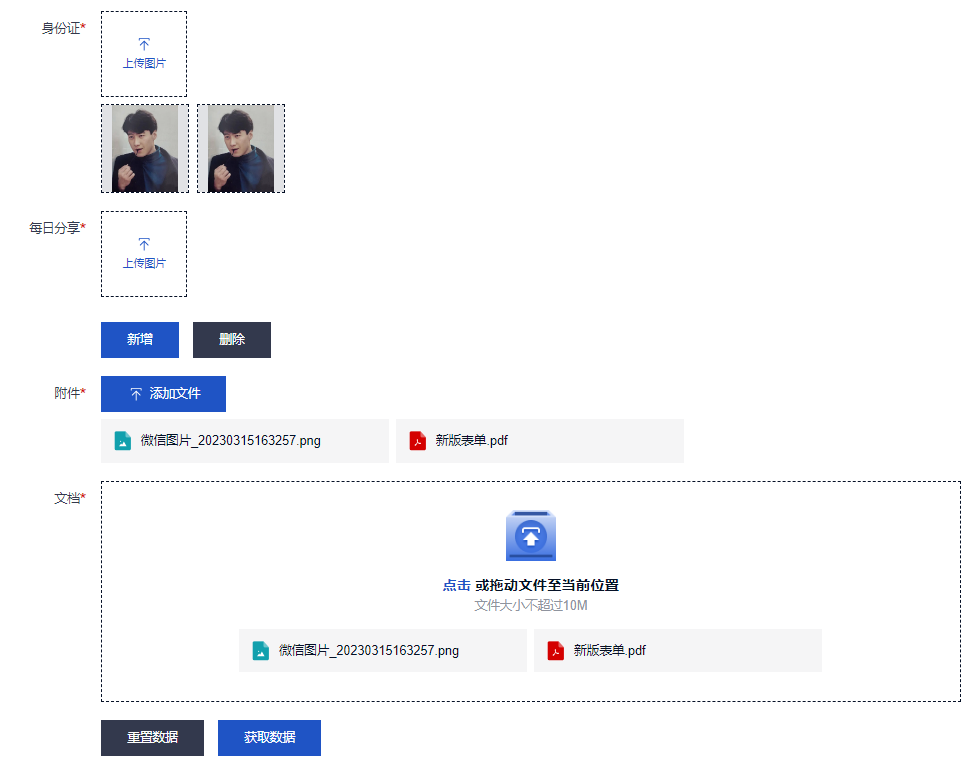 身份证*
上传图片
每日分享*
上传图片
新增 删除
附件* 添加文件
微信图片_20230315163257.png 新版表单.pdf
文档*
点击 或拖动文件至当前位置
文件大小不超过10M
微信图片_20230315163257.png 新版表单.pdf
重置数据 获取数据